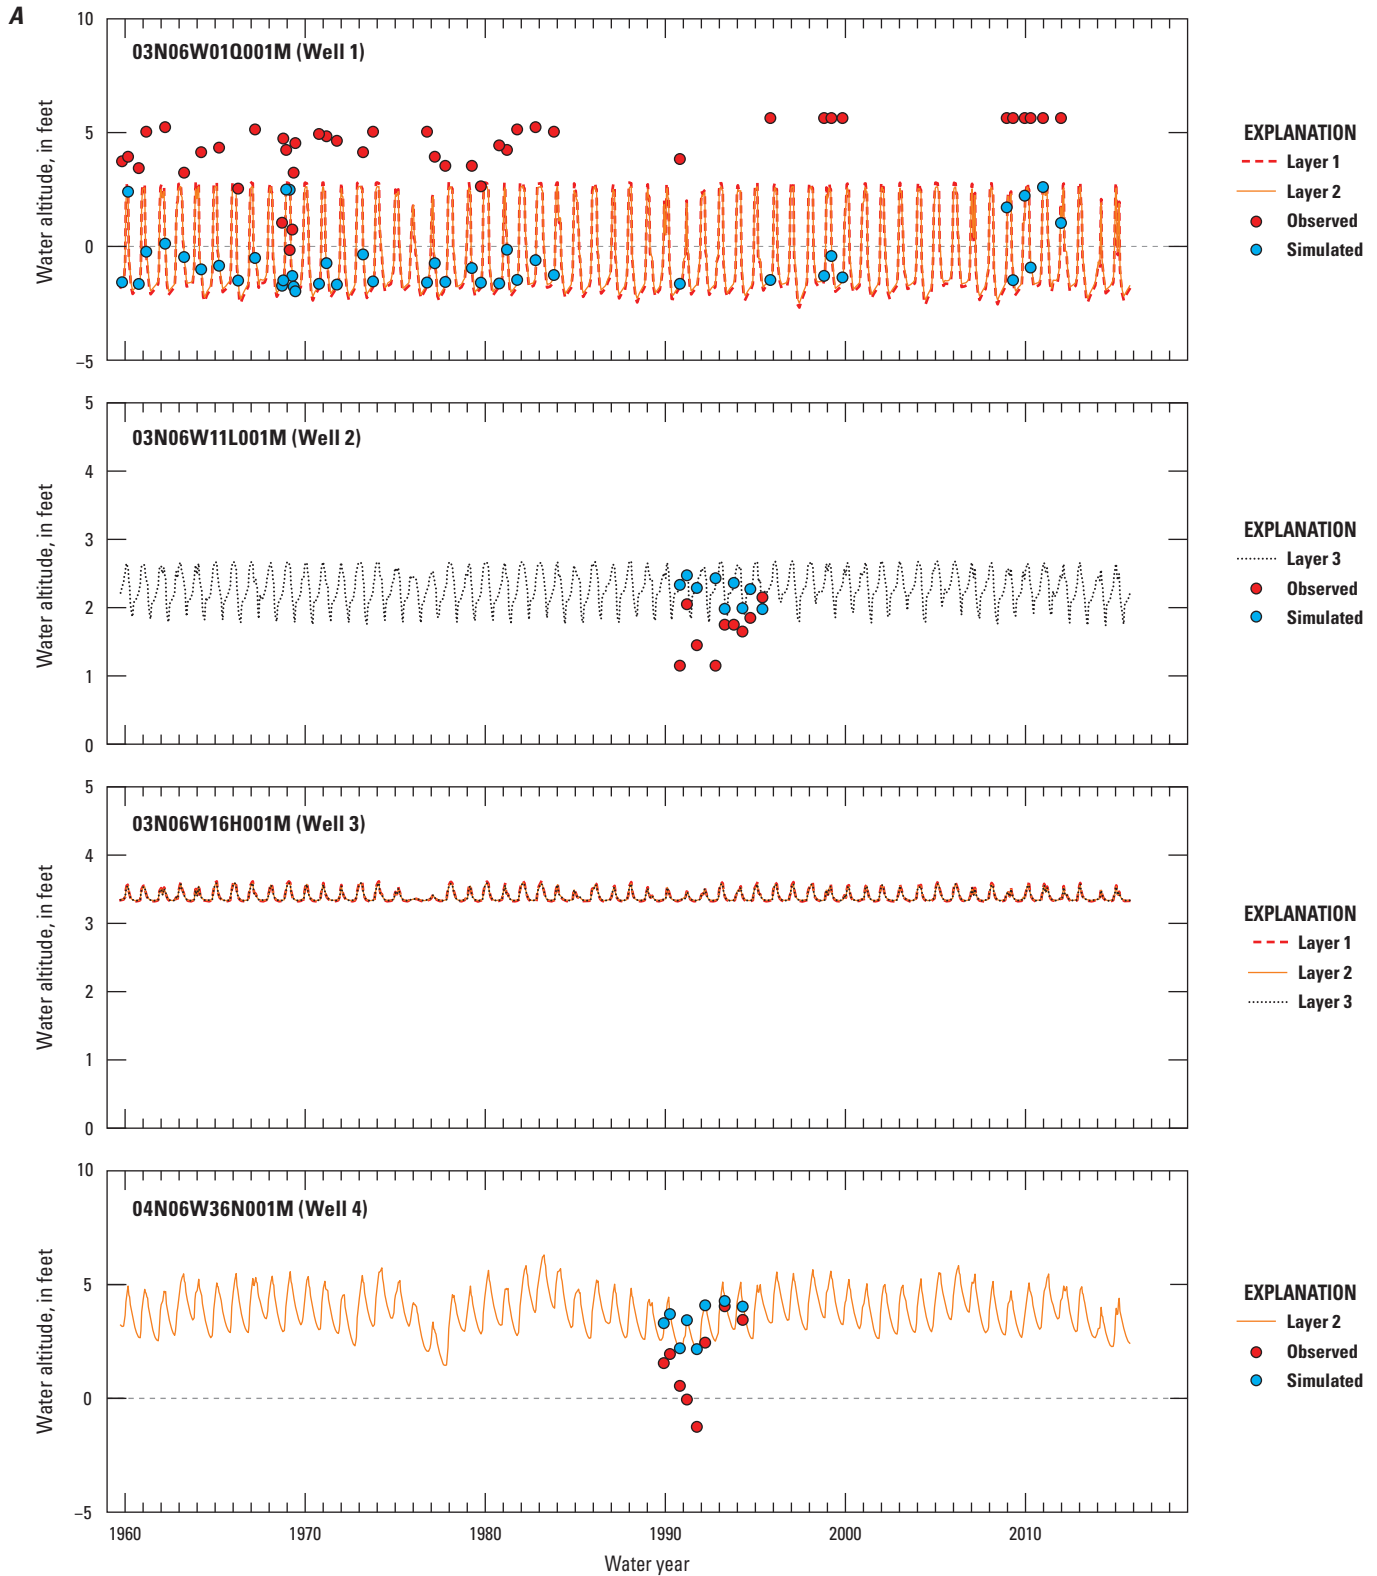 A
10
5
0
−5
Water altitude, in feet
03N06W01Q001M (Well 1)
EXPLANATION
Layer 1
Layer 2
Observed
Simulated
5
4
3
2
1
0
Water altitude, in feet
03N06W11L001M (Well 2)
EXPLANATION
Layer 3
Observed
Simulated
5
4
3
2
1
0
Water altitude, in feet
03N06W16H001M (Well 3)
EXPLANATION
Layer 1
Layer 2
Layer 3
10
5
0
−5
Water altitude, in feet
04N06W36N001M (Well 4)
EXPLANATION
Layer 2
Observed
Simulated
1960 1970 1980 1990 2000 2010
Water year